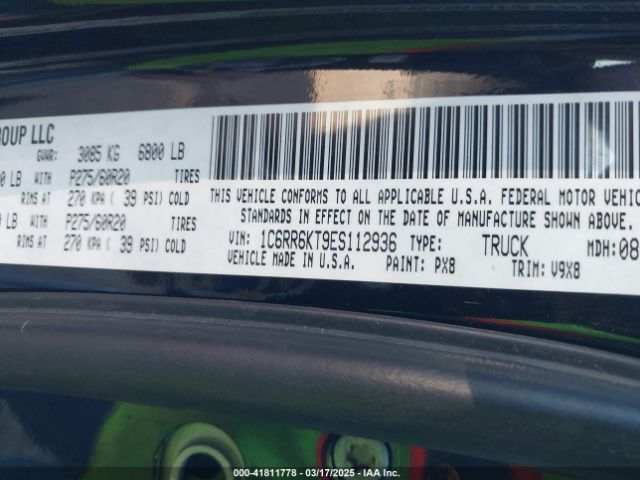 ROUP LLC
GVWR: 3085 KG 6800 LB
LB WITH P275/60R20 TIRES
RIMS AT 270 KPA ( 39 PSI) COLD
LB WITH P275/60R20 TIRES
RIMS AT 270 KPA ( 39 PSI) COLD
THIS VEHICLE CONFORMS TO ALL APPLICABLE U.S.A. FEDERAL MOTOR VEHIC
STANDARDS IN EFFECT ON THE DATE OF MANUFACTURE SHOWN ABOVE.
VIN: 1C6RR6KT9ES112936 TYPE: TRUCK MDH: 08
VEHICLE MADE IN U.S.A. PAINT: PX8 TRIM: V9X8
000-41811778 - 03/17/2025 - IAAI.COM